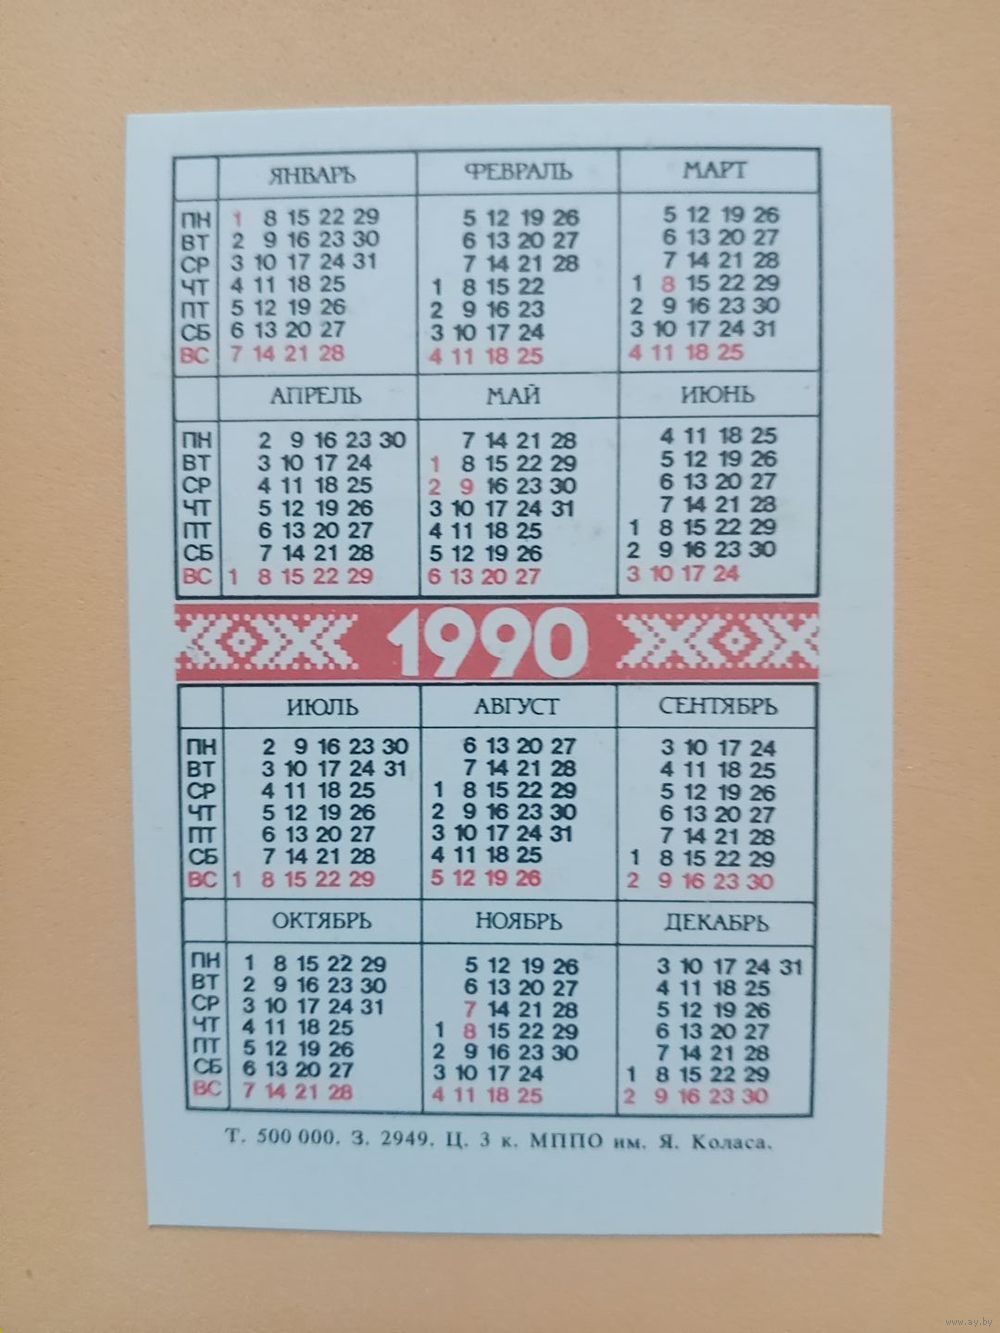 ЯНВАРЬ ФЕВРАЛЬ МАРТ
ПН 1 8 15 22 29 5 12 19 26 5 12 19 26
ВТ 2 9 16 23 30 6 13 20 27 6 13 20 27
СР 3 10 17 24 31 7 14 21 28 7 14 21 28
ЧТ 4 11 18 25 1 8 15 22 1 8 15 22 29
ПТ 5 12 19 26 2 9 16 23 2 9 16 23 30
СБ 6 13 20 27 3 10 17 24 3 10 17 24 31
ВС 7 14 21 28 4 11 18 25 4 11 18 25
АПРЕЛЬ МАЙ ИЮНЬ
ПН 2 9 16 23 30 7 14 21 28 4 11 18 25
ВТ 3 10 17 24 1 8 15 22 29 5 12 19 26
СР 4 11 18 25 2 9 16 23 30 6 13 20 27
ЧТ 5 12 19 26 3 10 17 24 31 7 14 21 28
ПТ 6 13 20 27 4 11 18 25 1 8 15 22 29
СБ 7 14 21 28 5 12 19 26 2 9 16 23 30
ВС 1 8 15 22 29 6 13 20 27 3 10 17 24
1990
ИЮЛЬ АВГУСТ СЕНТЯБРЬ
ПН 2 9 16 23 30 6 13 20 27 3 10 17 24
ВТ 3 10 17 24 31 7 14 21 28 4 11 18 25
СР 4 11 18 25 1 8 15 22 29 5 12 19 26
ЧТ 5 12 19 26 2 9 16 23 30 6 13 20 27
ПТ 6 13 20 27 3 10 17 24 31 7 14 21 28
СБ 7 14 21 28 4 11 18 25 1 8 15 22 29
ВС 1 8 15 22 29 5 12 19 26 2 9 16 23 30
ОКТЯБРЬ НОЯБРЬ ДЕКАБРЬ
ПН 1 8 15 22 29 5 12 19 26 3 10 17 24 31
ВТ 2 9 16 23 30 6 13 20 27 4 11 18 25
СР 3 10 17 24 31 7 14 21 28 5 12 19 26
ЧТ 4 11 18 25 1 8 15 22 29 6 13 20 27
ПТ 5 12 19 26 2 9 16 23 30 7 14 21 28
СБ 6 13 20 27 3 10 17 24 1 8 15 22 29
ВС 7 14 21 28 4 11 18 25 2 9 16 23 30
Т. 500 000. З. 2949. Ц. 3 к. МППО им. Я. Коласа.
www.ay.by